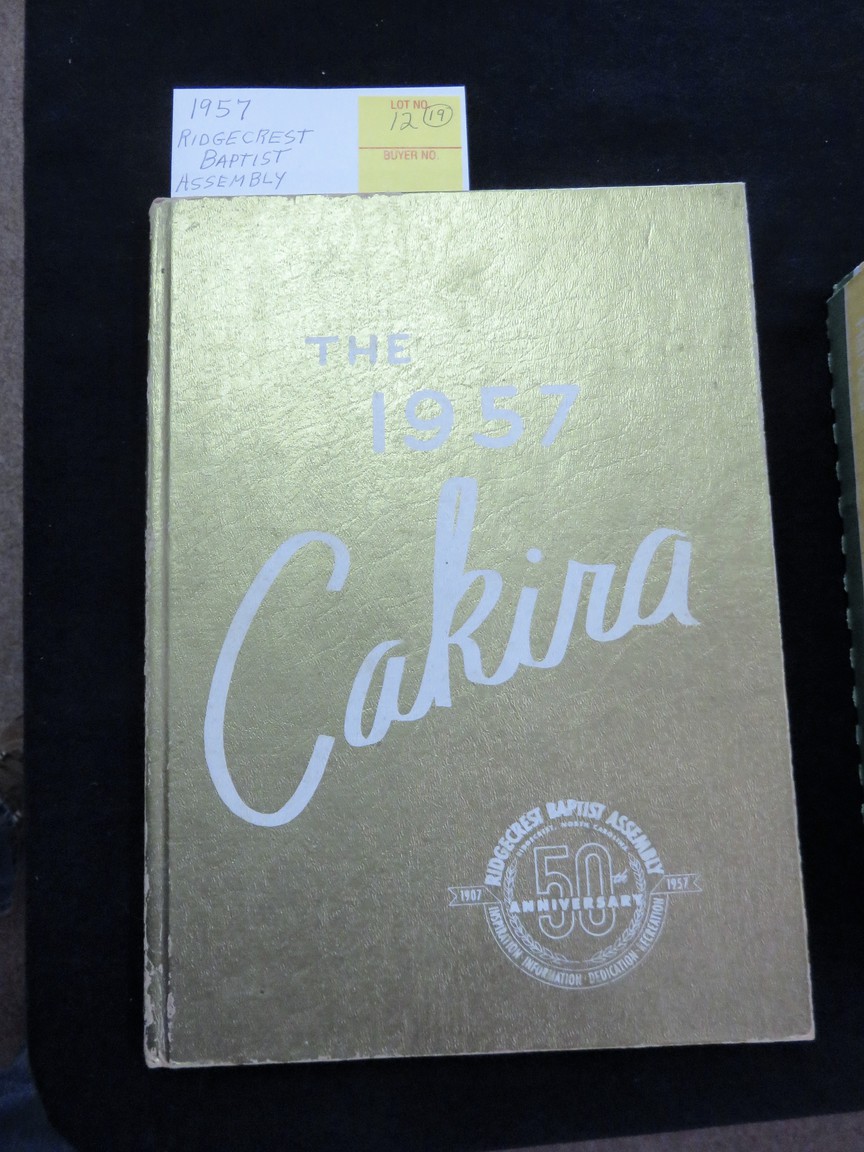 1957
RIDGECREST
BAPTIST
ASSEMBLY
LOT NO.
12 19
BUYER NO.
THE
1957
Cakira
RIDGECREST BAPTIST ASSEMBLY
RIDGECREST, NORTH CAROLINA
50TH
1907
1957
ANNIVERSARY
INSPIRATION · INFORMATION · DEDICATION · RECREATION